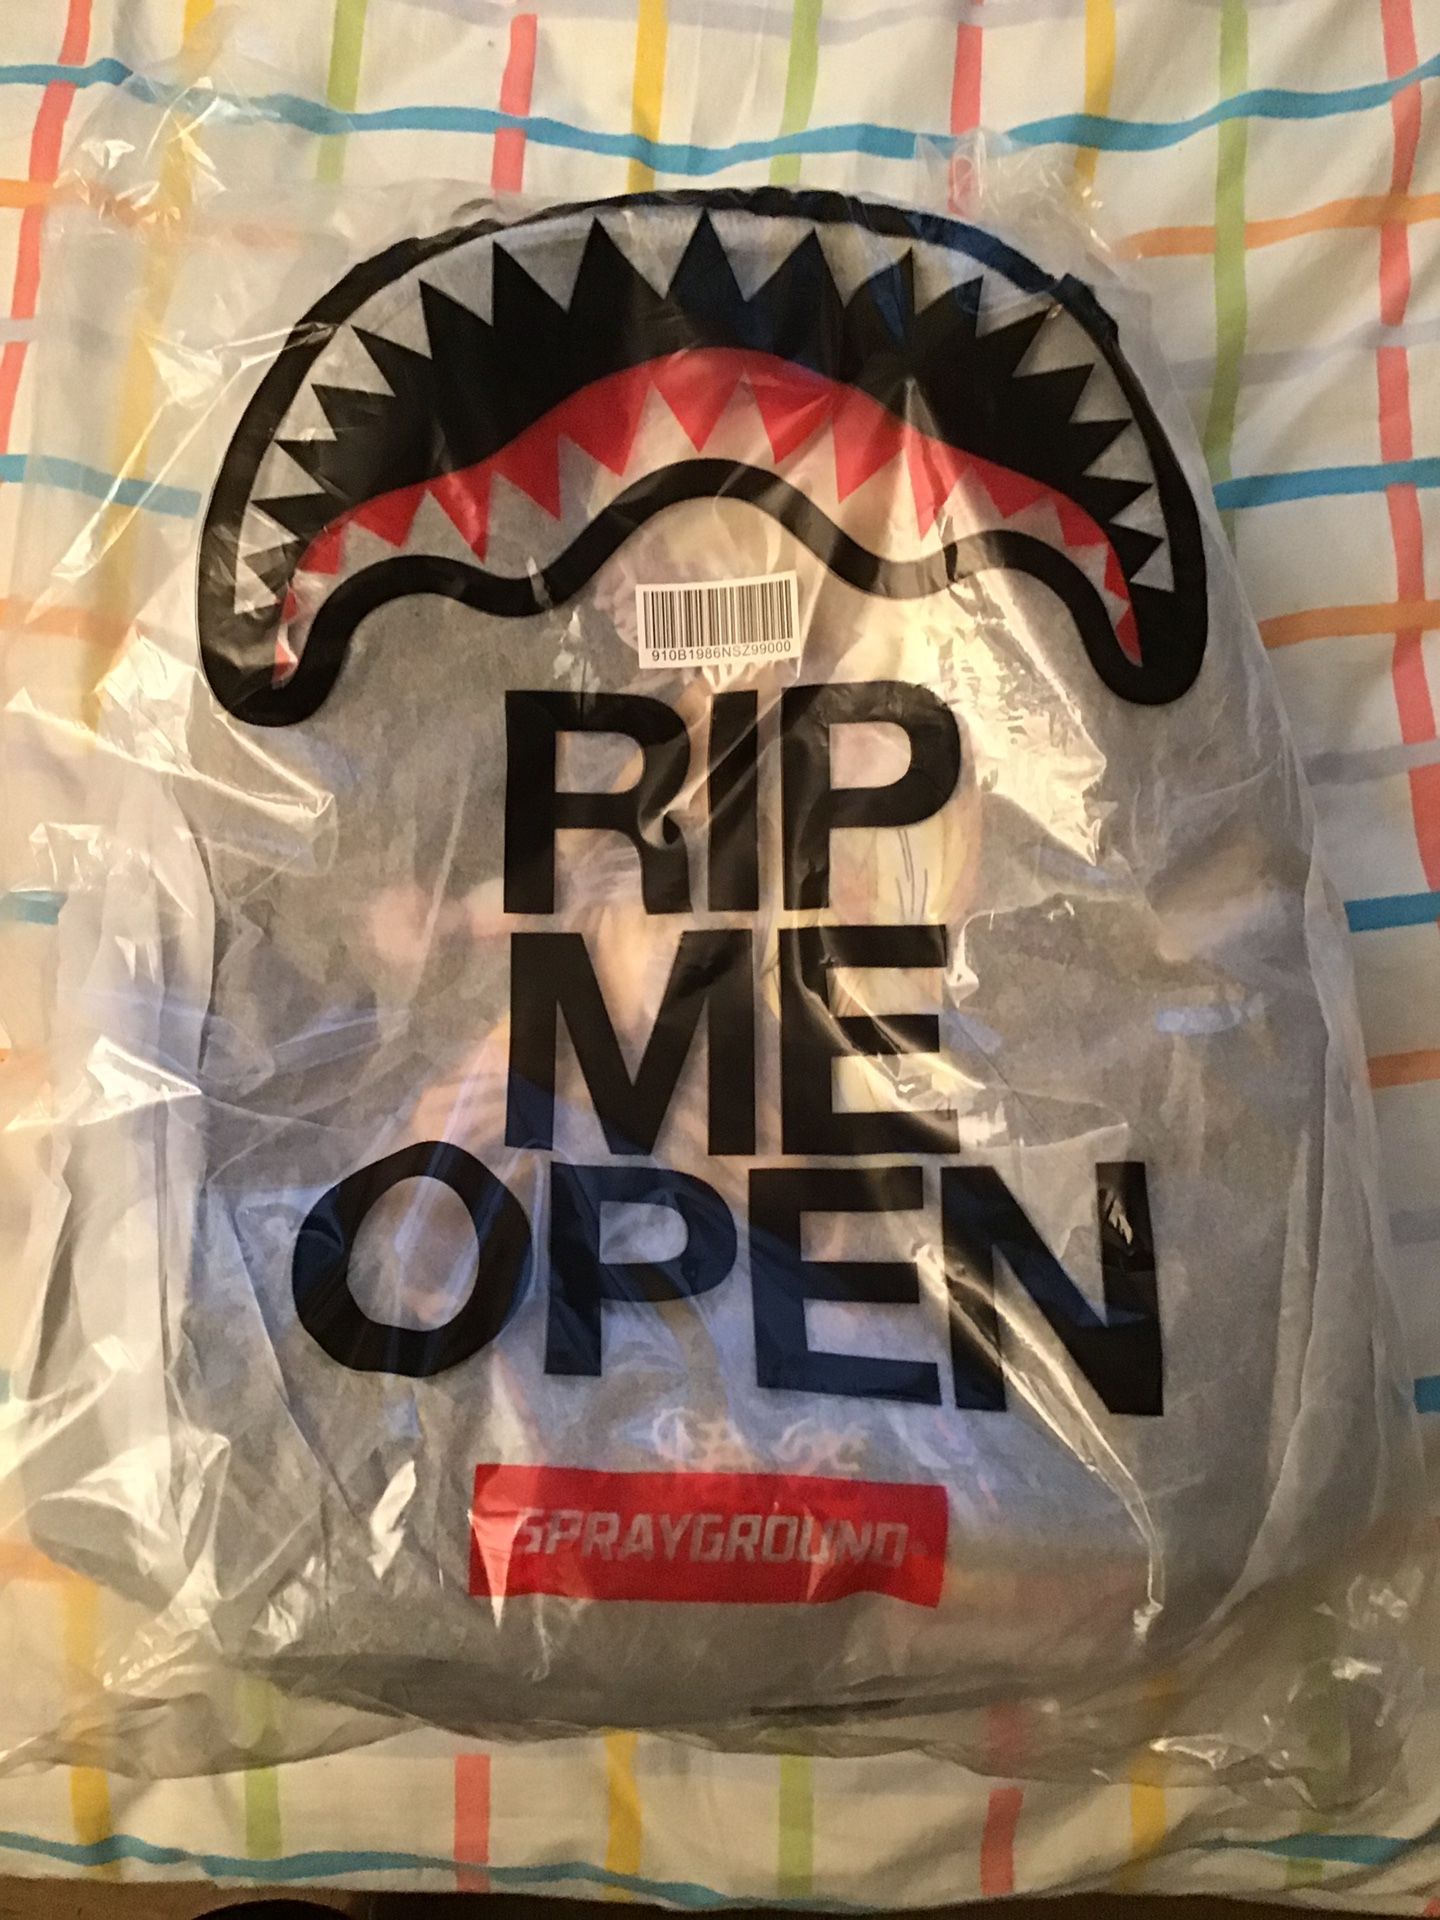 910B1986NSZ99000
RIP
ME
OPEN
SPRAYGROUND